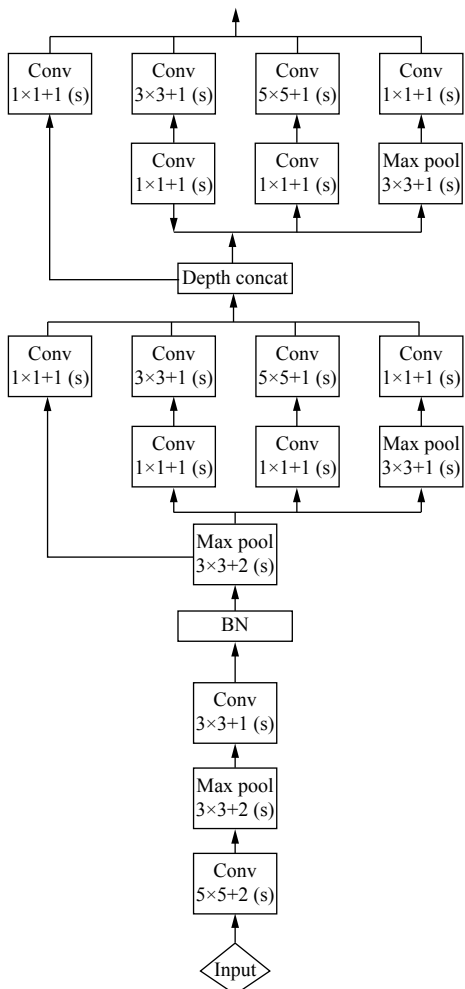 Conv
1×1+1 (s)
Conv
3×3+1 (s)
Conv
5×5+1 (s)
Conv
1×1+1 (s)
Conv
1×1+1 (s)
Conv
1×1+1 (s)
Max pool
3×3+1 (s)
Depth concat
Conv
1×1+1 (s)
Conv
3×3+1 (s)
Conv
5×5+1 (s)
Conv
1×1+1 (s)
Conv
1×1+1 (s)
Conv
1×1+1 (s)
Max pool
3×3+1 (s)
Max pool
3×3+2 (s)
BN
Conv
3×3+1 (s)
Max pool
3×3+2 (s)
Conv
5×5+2 (s)
Input